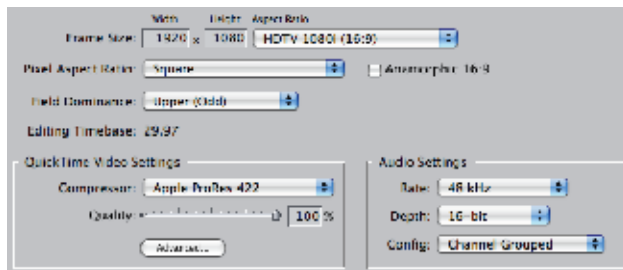 Width Height Aspect Ratio
Frame Size: 1920 x 1080 HDTV 1080i (16:9)
Pixel Aspect Ratio: Square Anamorphic 16:9
Field Dominance: Upper (Odd)
Editing Timebase: 29.97
QuickTime Video Settings Audio Settings
Compressor: Apple ProRes 422 Rate: 48 kHz
Quality: 100 % Depth: 16-bit
Advanced... Config: Channel Grouped